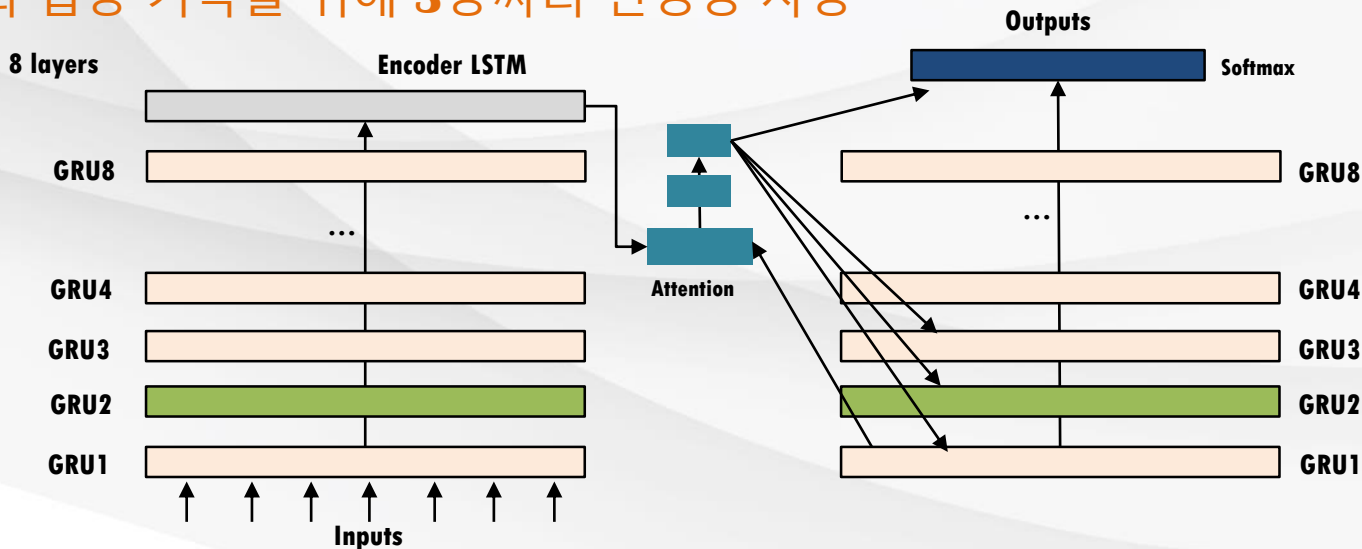 Outputs
8 layers
Encoder LSTM
Softmax
GRU8
GRU8
...
...
GRU4
Attention
GRU4
GRU3
GRU3
GRU2
GRU2
GRU1
GRU1
Inputs